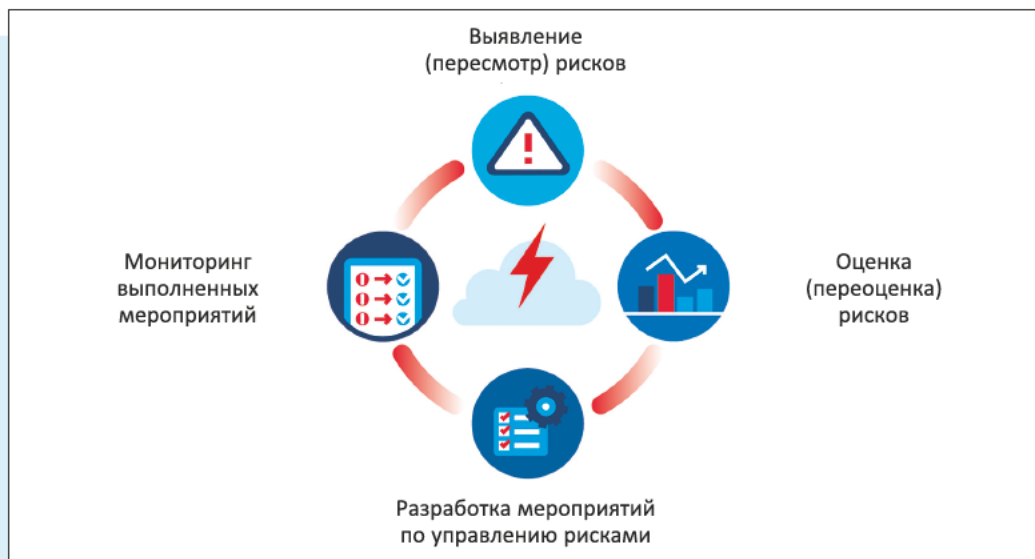 Выявление
(пересмотр) рисков
Оценка
(переоценка)
рисков
Разработка мероприятий
по управлению рисками
Мониторинг
выполненных
мероприятий